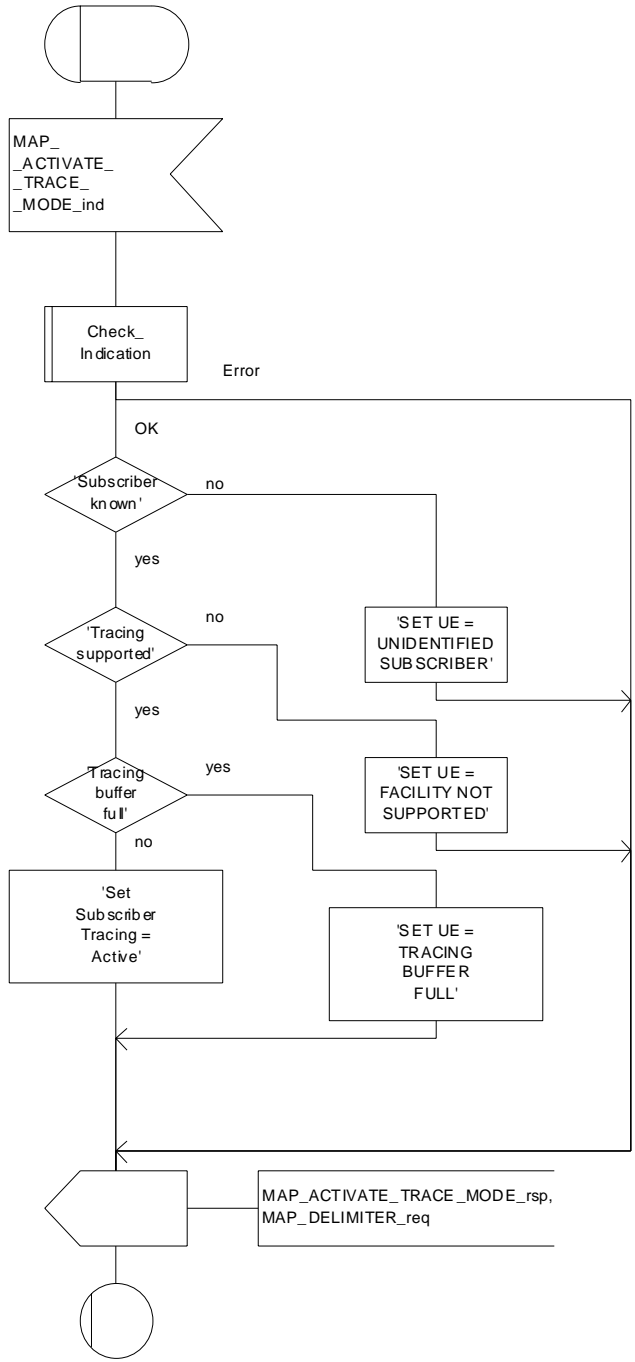 MAP_
_ACTIVATE_
_TRACE_
_MODE_ind
Check_
Indication
Error
OK
'Subscriber
known'
no
yes
'Tracing
supported'
no
'SET UE =
UNIDENTIFIED
SUBSCRIBER'
yes
'Tracing
buffer
full'
yes
'SET UE =
FACILITY NOT
SUPPORTED'
no
'Set
Subscriber
Tracing =
Active'
'SET UE =
TRACING
BUFFER
FULL'
MAP_ACTIVATE_TRACE_MODE_rsp,
MAP_DELIMITER_req